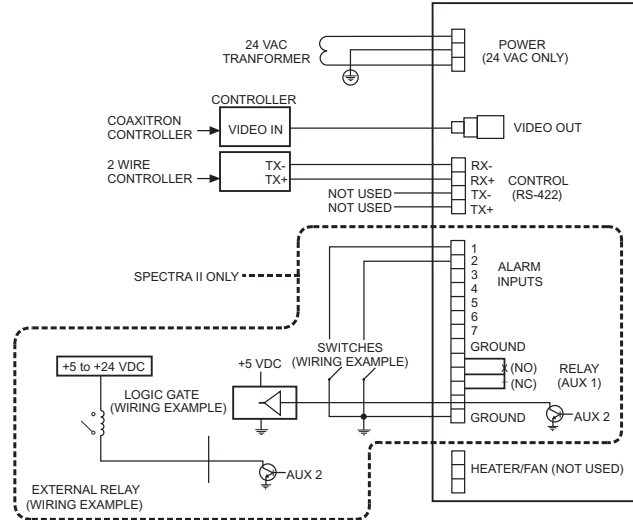 24 VAC
TRANFORMER
POWER
(24 VAC ONLY)
CONTROLLER
COAXITRON
CONTROLLER
VIDEO IN
VIDEO OUT
2 WIRE
CONTROLLER
TX-
TX+
NOT USED
NOT USED
RX-
RX+
TX-
TX+
CONTROL
(RS-422)
SPECTRA II ONLY
1
2
3
4
5
6
7
GROUND
ALARM
INPUTS
SWITCHES
(WIRING EXAMPLE)
(NO)
(NC)
RELAY
(AUX 1)
GROUND
AUX 2
+5 to +24 VDC
+5 VDC
LOGIC GATE
(WIRING EXAMPLE)
AUX 2
EXTERNAL RELAY
(WIRING EXAMPLE)
HEATER/FAN (NOT USED)